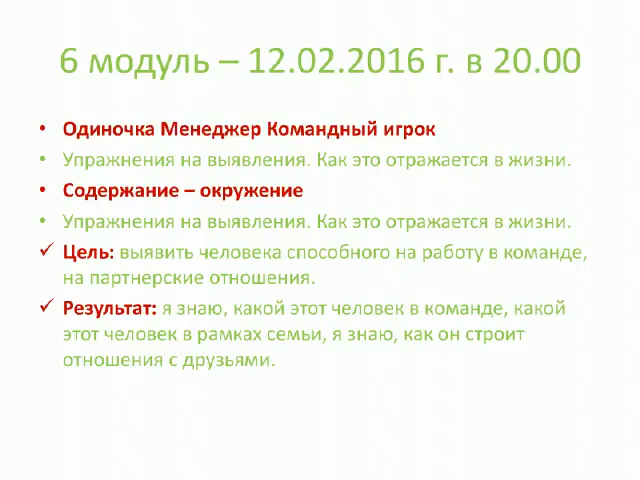 6 модуль – 12.02.2016 г. в 20.00
• Одиночка Менеджер Командный игрок
• Упражнения на выявления. Как это отражается в жизни.
• Содержание – окружение
• Упражнения на выявления. Как это отражается в жизни.
✓ Цель: выявить человека способного на работу в команде,
на партнерские отношения.
✓ Результат: я знаю, какой этот человек в команде, какой
этот человек в рамках семьи, я знаю, как он строит
отношения с друзьями.